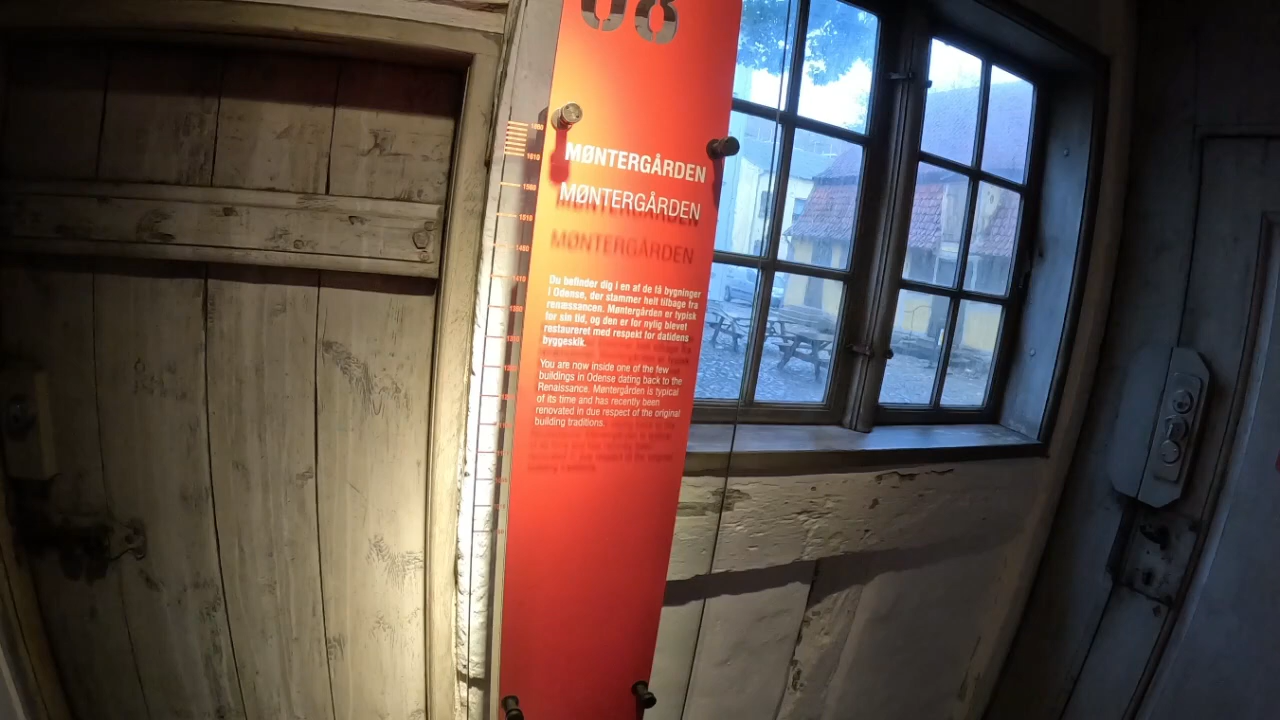 08
MØNTERGÅRDEN
MØNTERGÅRDEN
Du befinder dig i en af de få bygninger
i Odense, der stammer helt tilbage fra
renæssancen. Møntergården er typisk
for sin tid, og den er for nylig blevet
restaureret med respekt for datidens
byggeskik.
You are now inside one of the few
buildings in Odense dating back to the
Renaissance. Møntergården is typical
of its time and has recently been
renovated in due respect of the original
building traditions.